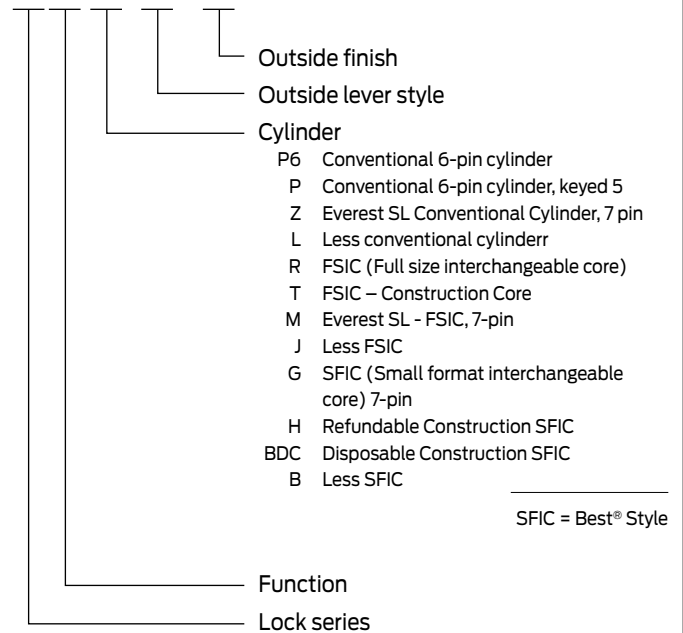 Outside finish
Outside lever style
Cylinder
P6 Conventional 6-pin cylinder
P Conventional 6-pin cylinder, keyed 5
Z Everest SL Conventional Cylinder, 7 pin
L Less conventional cylinderr
R FSIC (Full size interchangeable core)
T FSIC – Construction Core
M Everest SL - FSIC, 7-pin
J Less FSIC
G SFIC (Small format interchangeable
core) 7-pin
H Refundable Construction SFIC
BDC Disposable Construction SFIC
B Less SFIC
SFIC = Best® Style
Function
Lock series